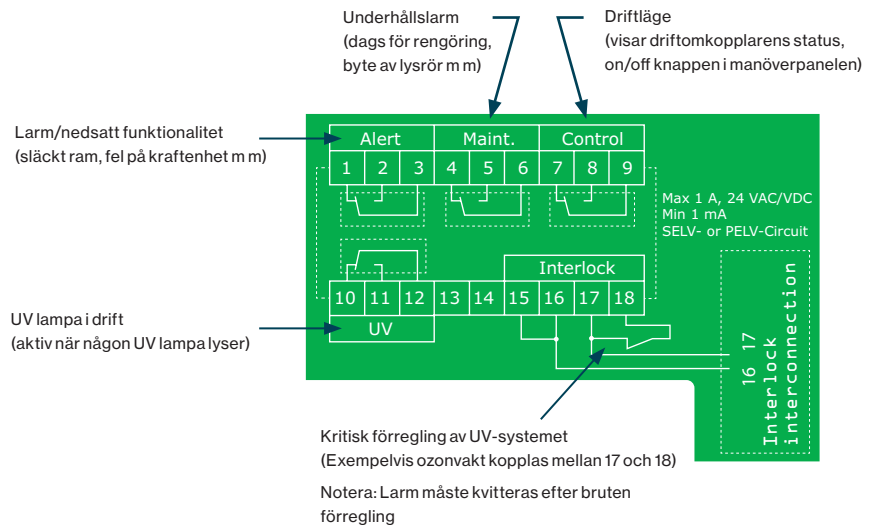 Underhållslarm
(dags för rengöring,
byte av lysrör m m)
Driftläge
(visar driftomkopplarens status,
on/off knappen i manöverpanelen)
Larm/nedsatt funktionalitet
(släckt ram, fel på kraftenhet m m)
Alert Maint. Control
1 2 3 4 5 6 7 8 9
Max 1 A, 24 VAC/VDC
Min 1 mA
SELV- or PELV-Circuit
Interlock
10 11 12 13 14 15 16 17 18
UV
16 17
Interlock
interconnection
UV lampa i drift
(aktiv när någon UV lampa lyser)
Kritisk förregling av UV-systemet
(Exempelvis ozonvakt kopplas mellan 17 och 18)
Notera: Larm måste kvitteras efter bruten
förregling